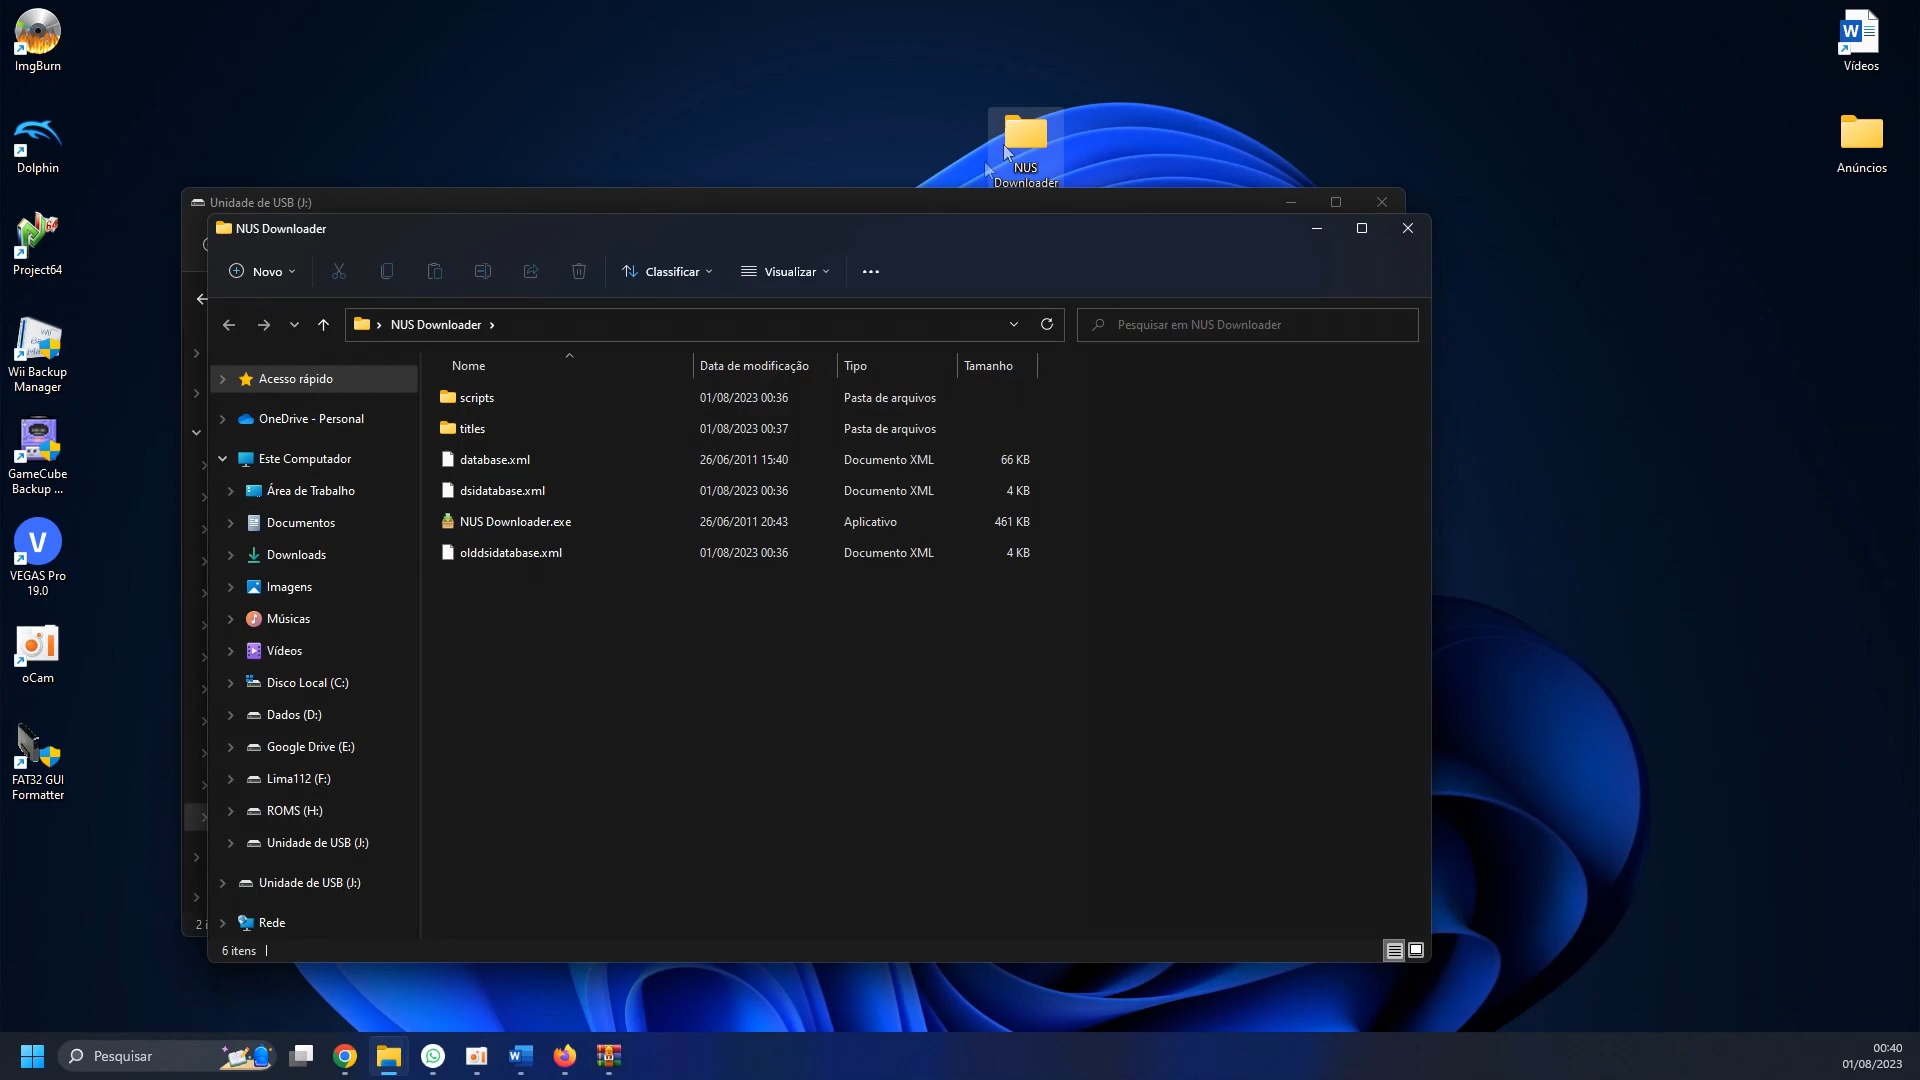 ImgBurn
Dolphin
Project64
Wii Backup
Manager
GameCube
Backup ...
VEGAS Pro
19.0
oCam
FAT32 GUI
Formatter
Vídeos
Anúncios
NUS
Downloader
Unidade de USB (J:)
NUS Downloader
Novo
Classificar
Visualizar
NUS Downloader
Pesquisar em NUS Downloader
Nome Data de modificação Tipo Tamanho
scripts 01/08/2023 00:36 Pasta de arquivos
titles 01/08/2023 00:37 Pasta de arquivos
database.xml 26/06/2011 15:40 Documento XML 66 KB
dsidatabase.xml 01/08/2023 00:36 Documento XML 4 KB
NUS Downloader.exe 26/06/2011 20:43 Aplicativo 461 KB
olddsidatabase.xml 01/08/2023 00:36 Documento XML 4 KB
Acesso rápido
OneDrive - Personal
Este Computador
Área de Trabalho
Documentos
Downloads
Imagens
Músicas
Vídeos
Disco Local (C:)
Dados (D:)
Google Drive (E:)
Lima112 (F:)
ROMS (H:)
Unidade de USB (J:)
Unidade de USB (J:)
Rede
6 itens
Pesquisar
00:40
01/08/2023